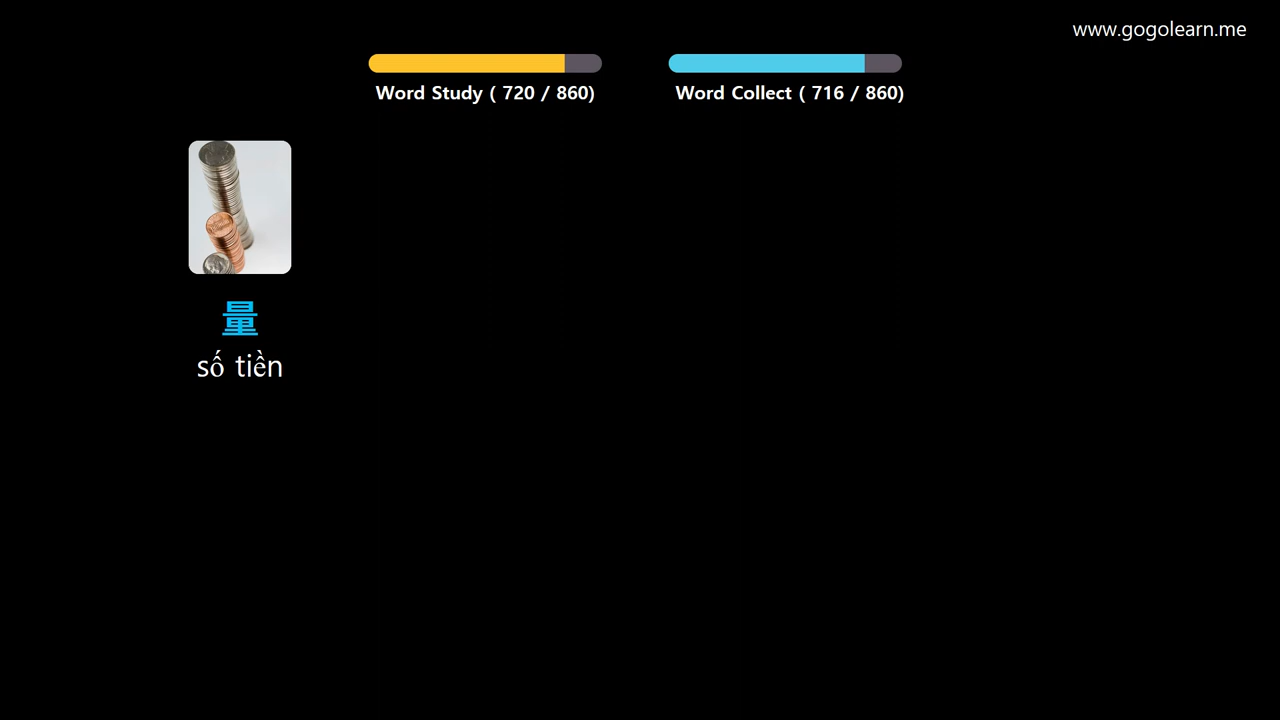 www.gogolearn.me
Word Study ( 720 / 860)
Word Collect ( 716 / 860)
量
số tiền